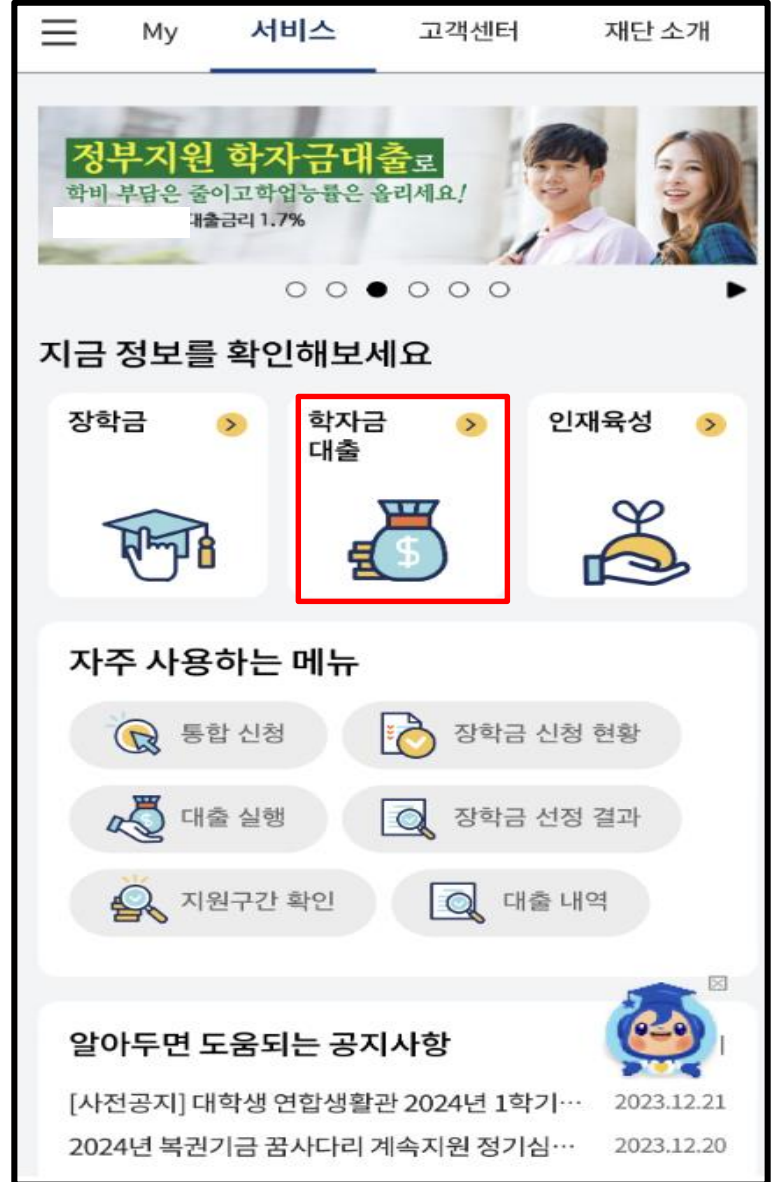 My 서비스 고객센터 재단 소개
정부지원 학자금대출로
학비 부담은 줄이고학업능률은 올리세요!
대출금리 1.7%
지금 정보를 확인해보세요
장학금 학자금 인재육성
대출
$
자주 사용하는 메뉴
통합 신청 장학금 신청 현황
대출 실행 장학금 선정 결과
$
지원구간 확인 대출 내역
알아두면 도움되는 공지사항
[사전공지] 대학생 연합생활관 2024년 1학기… 2023.12.21
2024년 복권기금 꿈사다리 계속지원 정기심… 2023.12.20